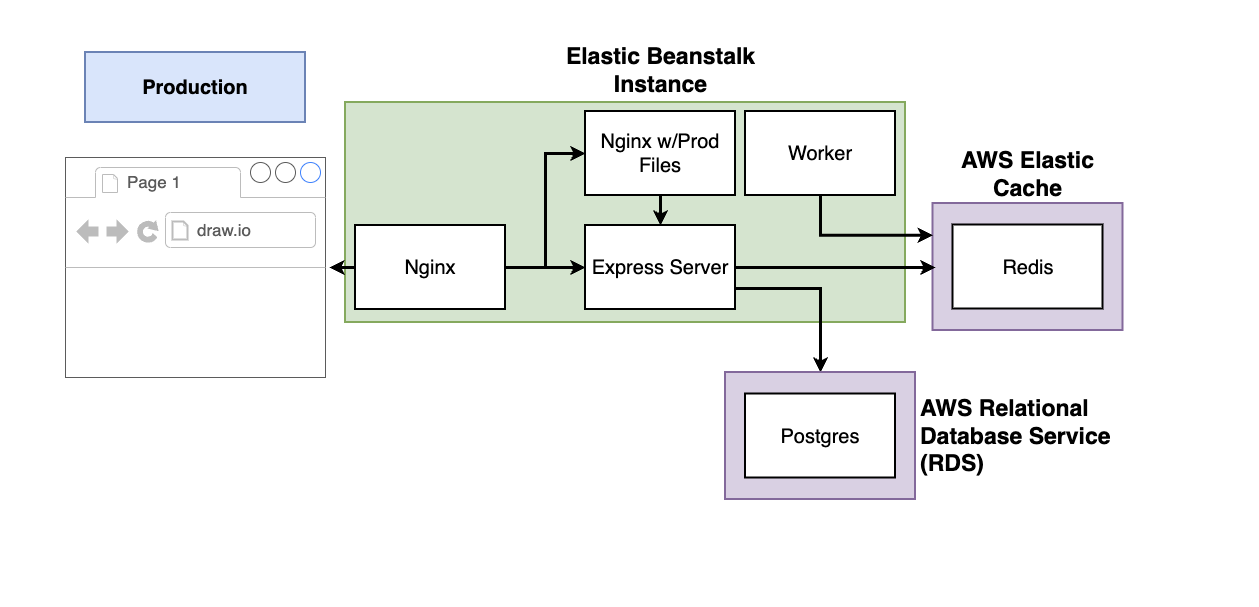 Elastic Beanstalk
Instance
Production
Nginx w/Prod
Files
Worker
AWS Elastic
Cache
Page 1
draw.io
Nginx
Express Server
Redis
Postgres
AWS Relational
Database Service
(RDS)